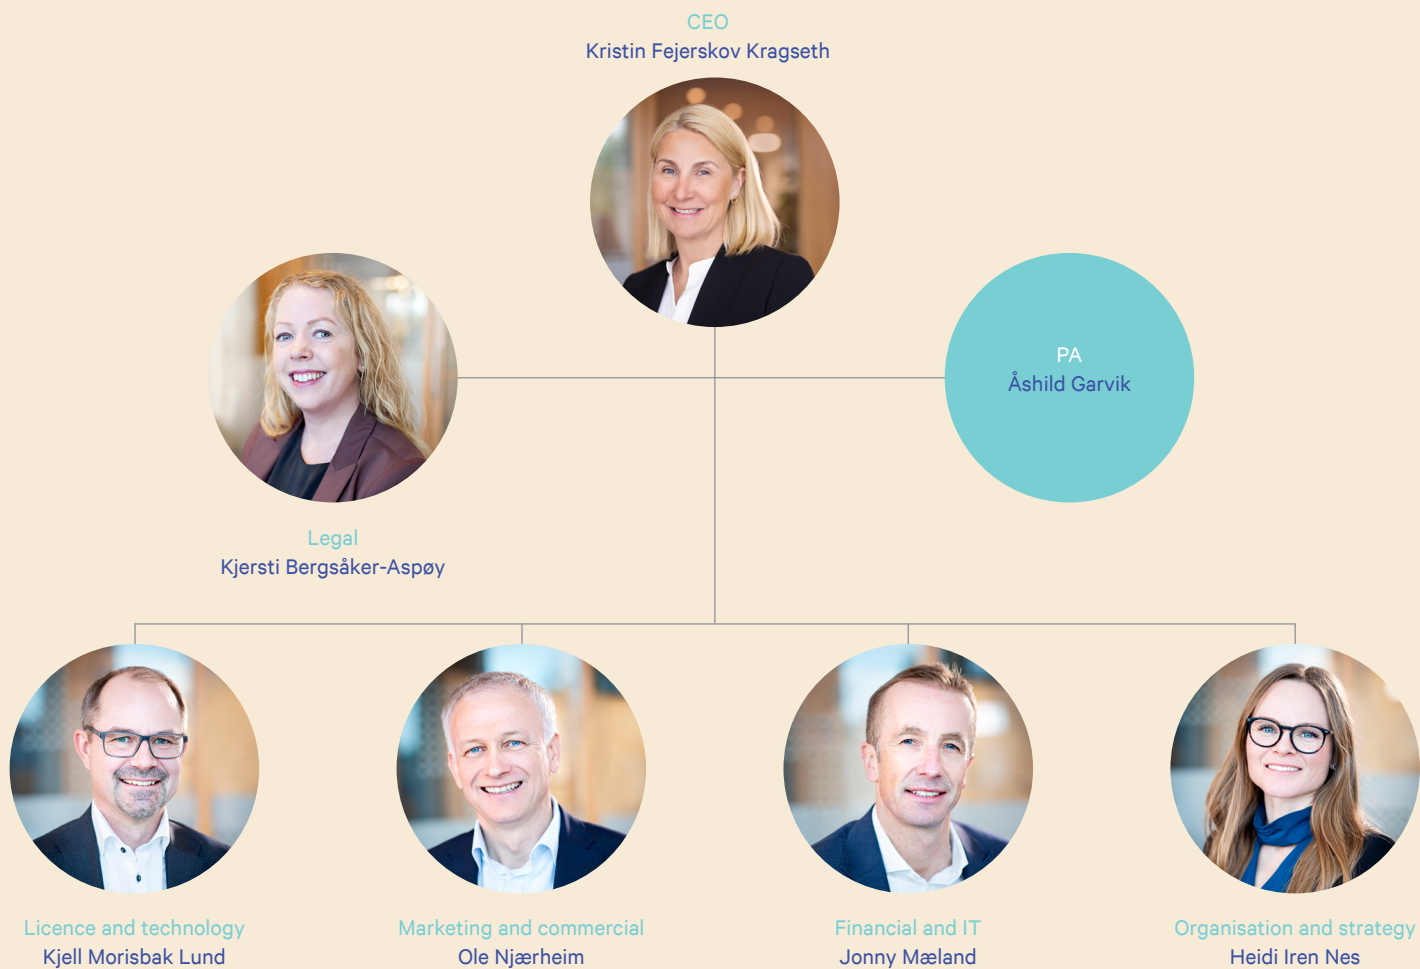 CEO
Kristin Fejerskov Kragseth
PA
Åshild Garvik
Legal
Kjersti Bergsåker-Aspøy
Licence and technology
Kjell Morisbak Lund
Marketing and commercial
Ole Njærheim
Financial and IT
Jonny Mæland
Organisation and strategy
Heidi Iren Nes